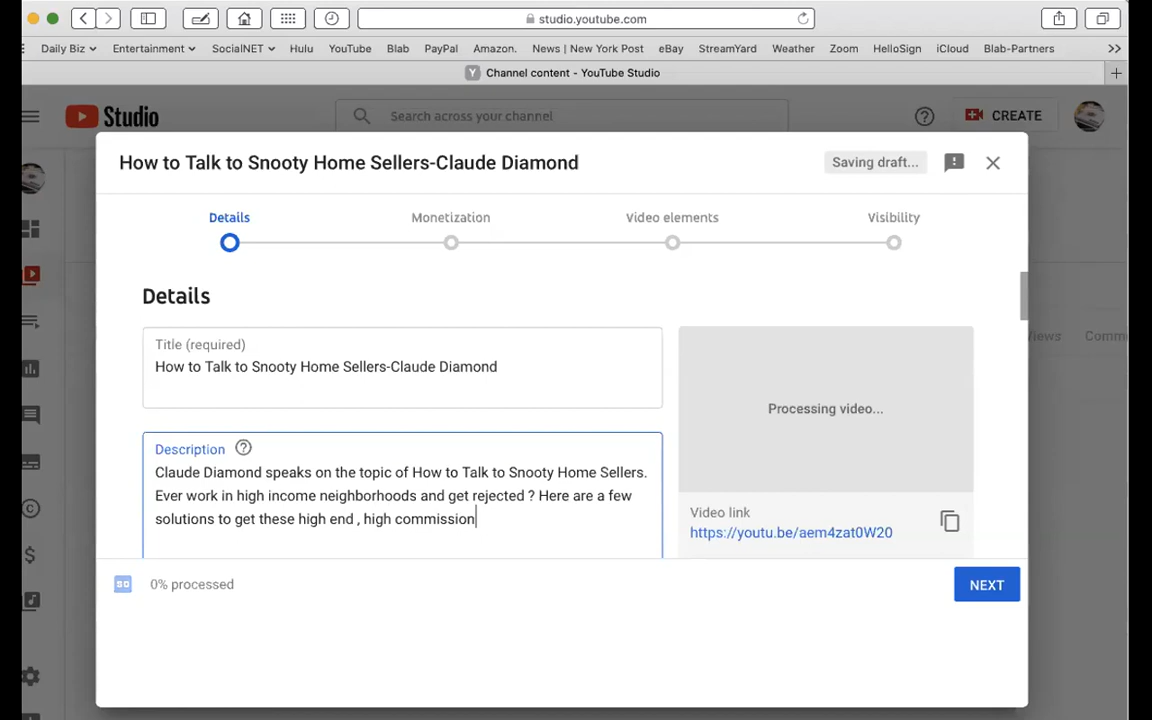 studio.youtube.com
Daily Biz Entertainment SocialNET Hulu YouTube Blab PayPal Amazon. News | New York Post eBay StreamYard Weather Zoom HelloSign iCloud Blab-Partners >>
Y Channel content - YouTube Studio +
Studio Search across your channel CREATE
How to Talk to Snooty Home Sellers-Claude Diamond Saving draft...
Details Monetization Video elements Visibility
Details
Title (required)
How to Talk to Snooty Home Sellers-Claude Diamond
Views Comm
Processing video...
Description
Claude Diamond speaks on the topic of How to Talk to Snooty Home Sellers.
Ever work in high income neighborhoods and get rejected ? Here are a few
solutions to get these high end , high commission
Video link
https://youtu.be/aem4zat0W20
SD 0% processed
NEXT